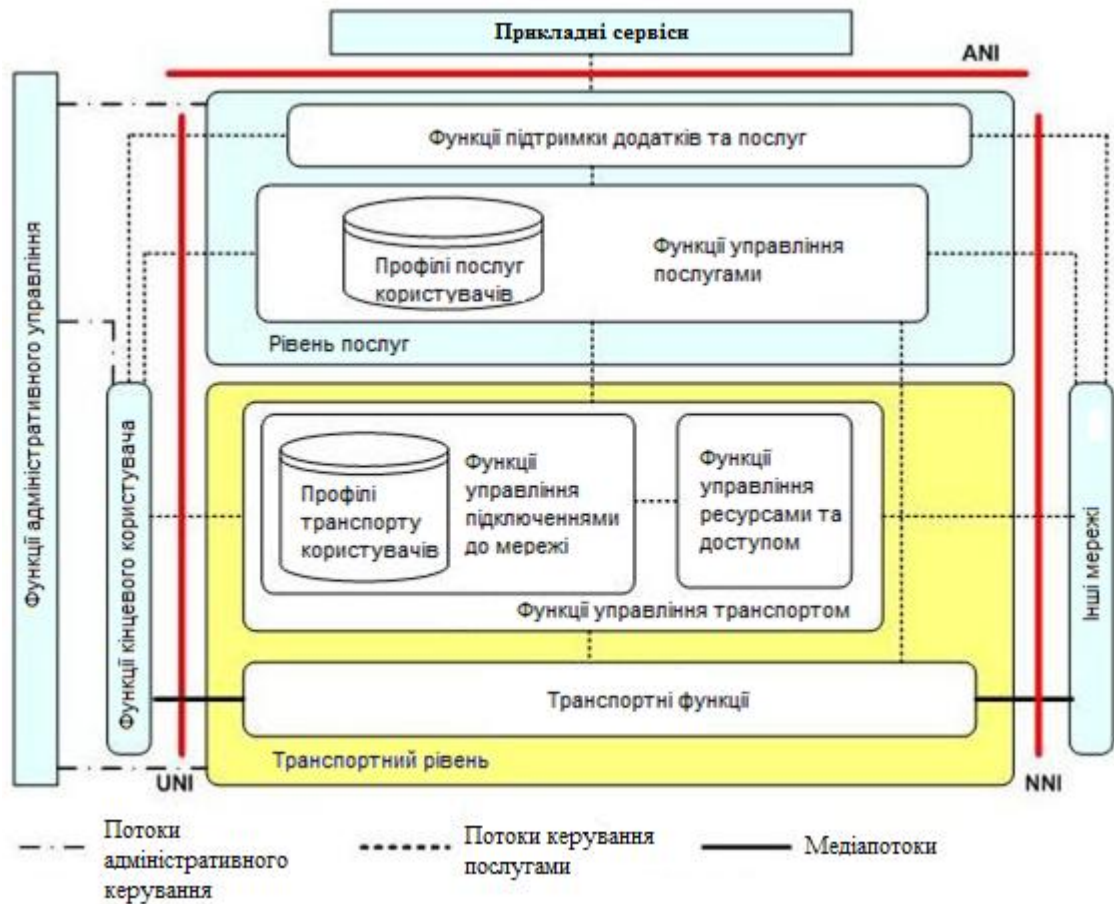 Прикладні сервіси
ANI
Функції адміністративного управління
Функції підтримки додатків та послуг
Профілі послуг
користувачів
Функції управління
послугами
Рівень послуг
Функції кінцевого користувача
Профілі
транспорту
користувачів
Функції
управління
підключеннями
до мережі
Функції
управління
ресурсами та
доступом
Функції управління транспортом
Інші мережі
Транспортні функції
Транспортний рівень
UNI
NNI
Потоки
адміністративного
керування
Потоки керування
послугами
Медіапотоки